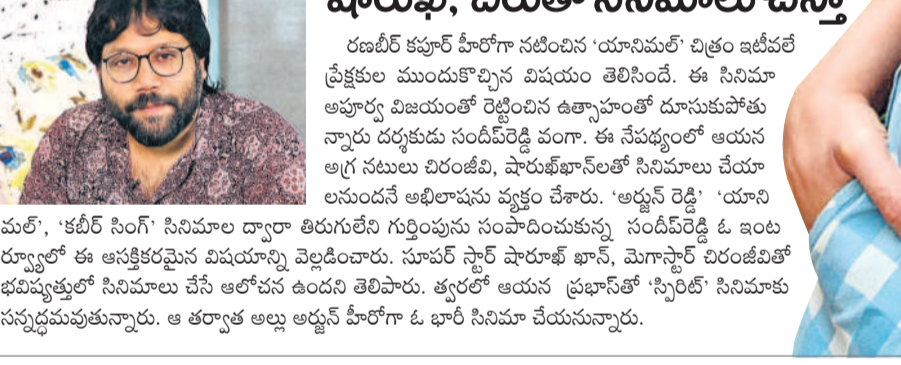 షారుఖ్, చిరుతో సినిమాలు చేస్తా
రణబీర్ కపూర్ హీరోగా నటించిన ‘యానిమల్’ చిత్రం ఇటీవలే
ప్రేక్షకుల ముందుకొచ్చిన విషయం తెలిసిందే. ఈ సినిమా
అపూర్వ విజయంతో రెట్టించిన ఉత్సాహంతో దూసుకుపోతు
న్నారు దర్శకుడు సందీప్‌రెడ్డి వంగా. ఈ నేపథ్యంలో ఆయన
అగ్ర నటులు చిరంజీవి, షారుఖ్‌ఖాన్‌లతో సినిమాలు చేయా
లనుందనే అభిలాషను వ్యక్తం చేశారు. ‘అర్జున్ రెడ్డి’ ‘యాని
మల్’, ‘కబీర్ సింగ్’ సినిమాల ద్వారా తిరుగులేని గుర్తింపును సంపాదించుకున్న సందీప్‌రెడ్డి ఓ ఇంట
ర్వ్యూలో ఈ ఆసక్తికరమైన విషయాన్ని వెల్లడించారు. సూపర్ స్టార్ షారూఖ్ ఖాన్, మెగాస్టార్ చిరంజీవితో
భవిష్యత్తులో సినిమాలు చేసే ఆలోచన ఉందని తెలిపారు. త్వరలో ఆయన ప్రభాస్‌తో ‘స్పిరిట్’ సినిమాకు
సన్నద్ధమవుతున్నారు. ఆ తర్వాత అల్లు అర్జున్ హీరోగా ఓ భారీ సినిమా చేయనున్నారు.